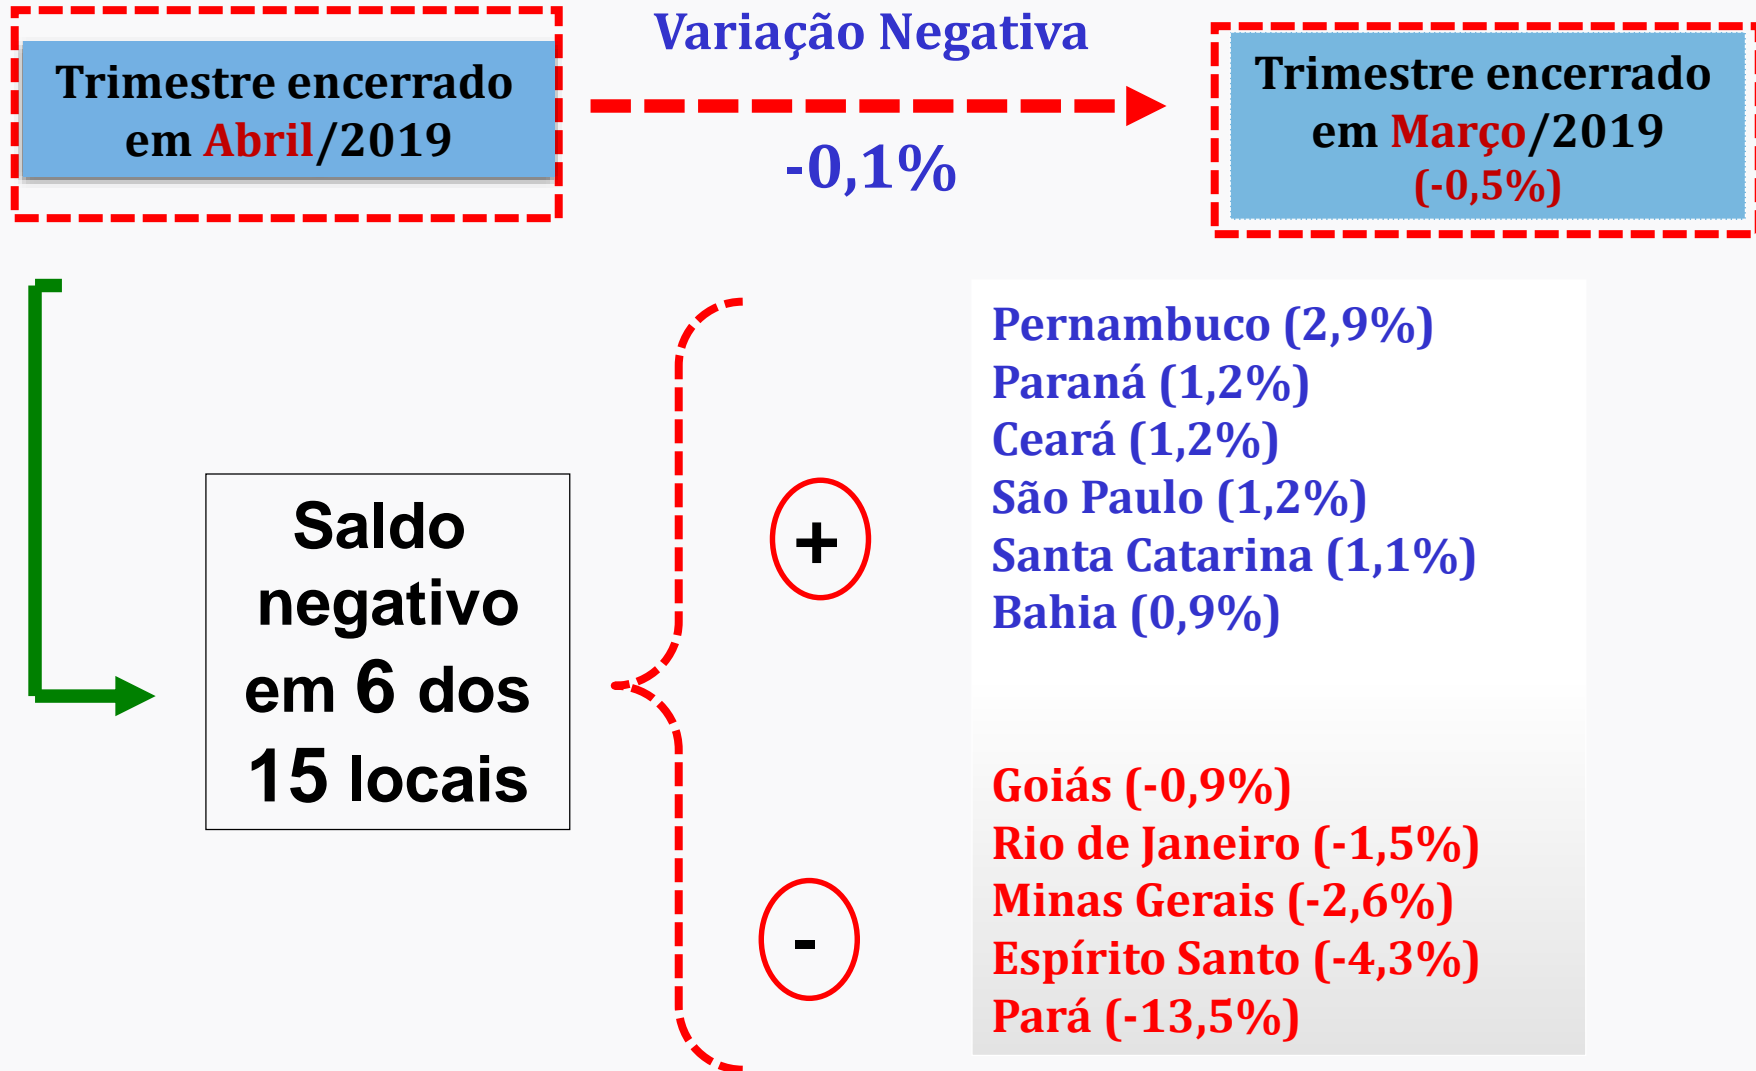 Trimestre encerrado
em Abril/2019
Variação Negativa
-0,1%
Trimestre encerrado
em Março/2019
(-0,5%)
Saldo
negativo
em 6 dos
15 locais
+
Pernambuco (2,9%)
Paraná (1,2%)
Ceará (1,2%)
São Paulo (1,2%)
Santa Catarina (1,1%)
Bahia (0,9%)
-
Goiás (-0,9%)
Rio de Janeiro (-1,5%)
Minas Gerais (-2,6%)
Espírito Santo (-4,3%)
Pará (-13,5%)